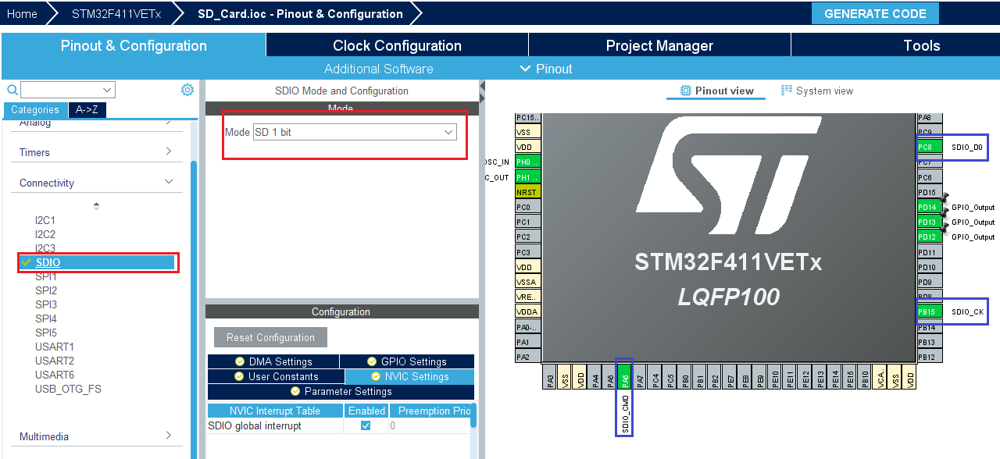 Home STM32F411VETx SD_Card.ioc - Pinout & Configuration GENERATE CODE
Pinout & Configuration Clock Configuration Project Manager Tools
Additional Software Pinout
Categories A->Z
Analog
Timers
Connectivity
I2C1
I2C2
I2C3
SDIO
SPI1
SPI2
SPI3
SPI4
SPI5
USART1
USART2
USART6
USB_OTG_FS
Multimedia
SDIO Mode and Configuration
Mode
Mode SD 1 bit
Configuration
Reset Configuration
DMA Settings GPIO Settings
User Constants NVIC Settings
Parameter Settings
NVIC Interrupt Table Enabled Preemption Prio
SDIO global interrupt 0
Pinout view System view
PC15..
VSS
VDD
OSC_IN PH0 ..
C_OUT PH1 ..
NRST
PC0
PC1
PC2
PC3
VDD
VSSA
VRE..
VDDA
PA0-..
PA1
PA2
STM32F411VETx
LQFP100
PA8
PC9
PC8 SDIO_D0
PC7
PC6
PD15
PD14 GPIO_Output
PD13 GPIO_Output
PD12 GPIO_Output
PD11
PD10
PD9
PD8
PB15 SDIO_CK
PB14
PB13
PB12
PA3
VSS
VDD
PA4
PA5
PA6
SDIO_CMD
PA7
PC4
PC5
PB0
PB1
PB2
PE7
PE8
PE9
PE10
PE11
PE12
PE13
PE14
PE15
PB10
VCA..
VSS
VDD